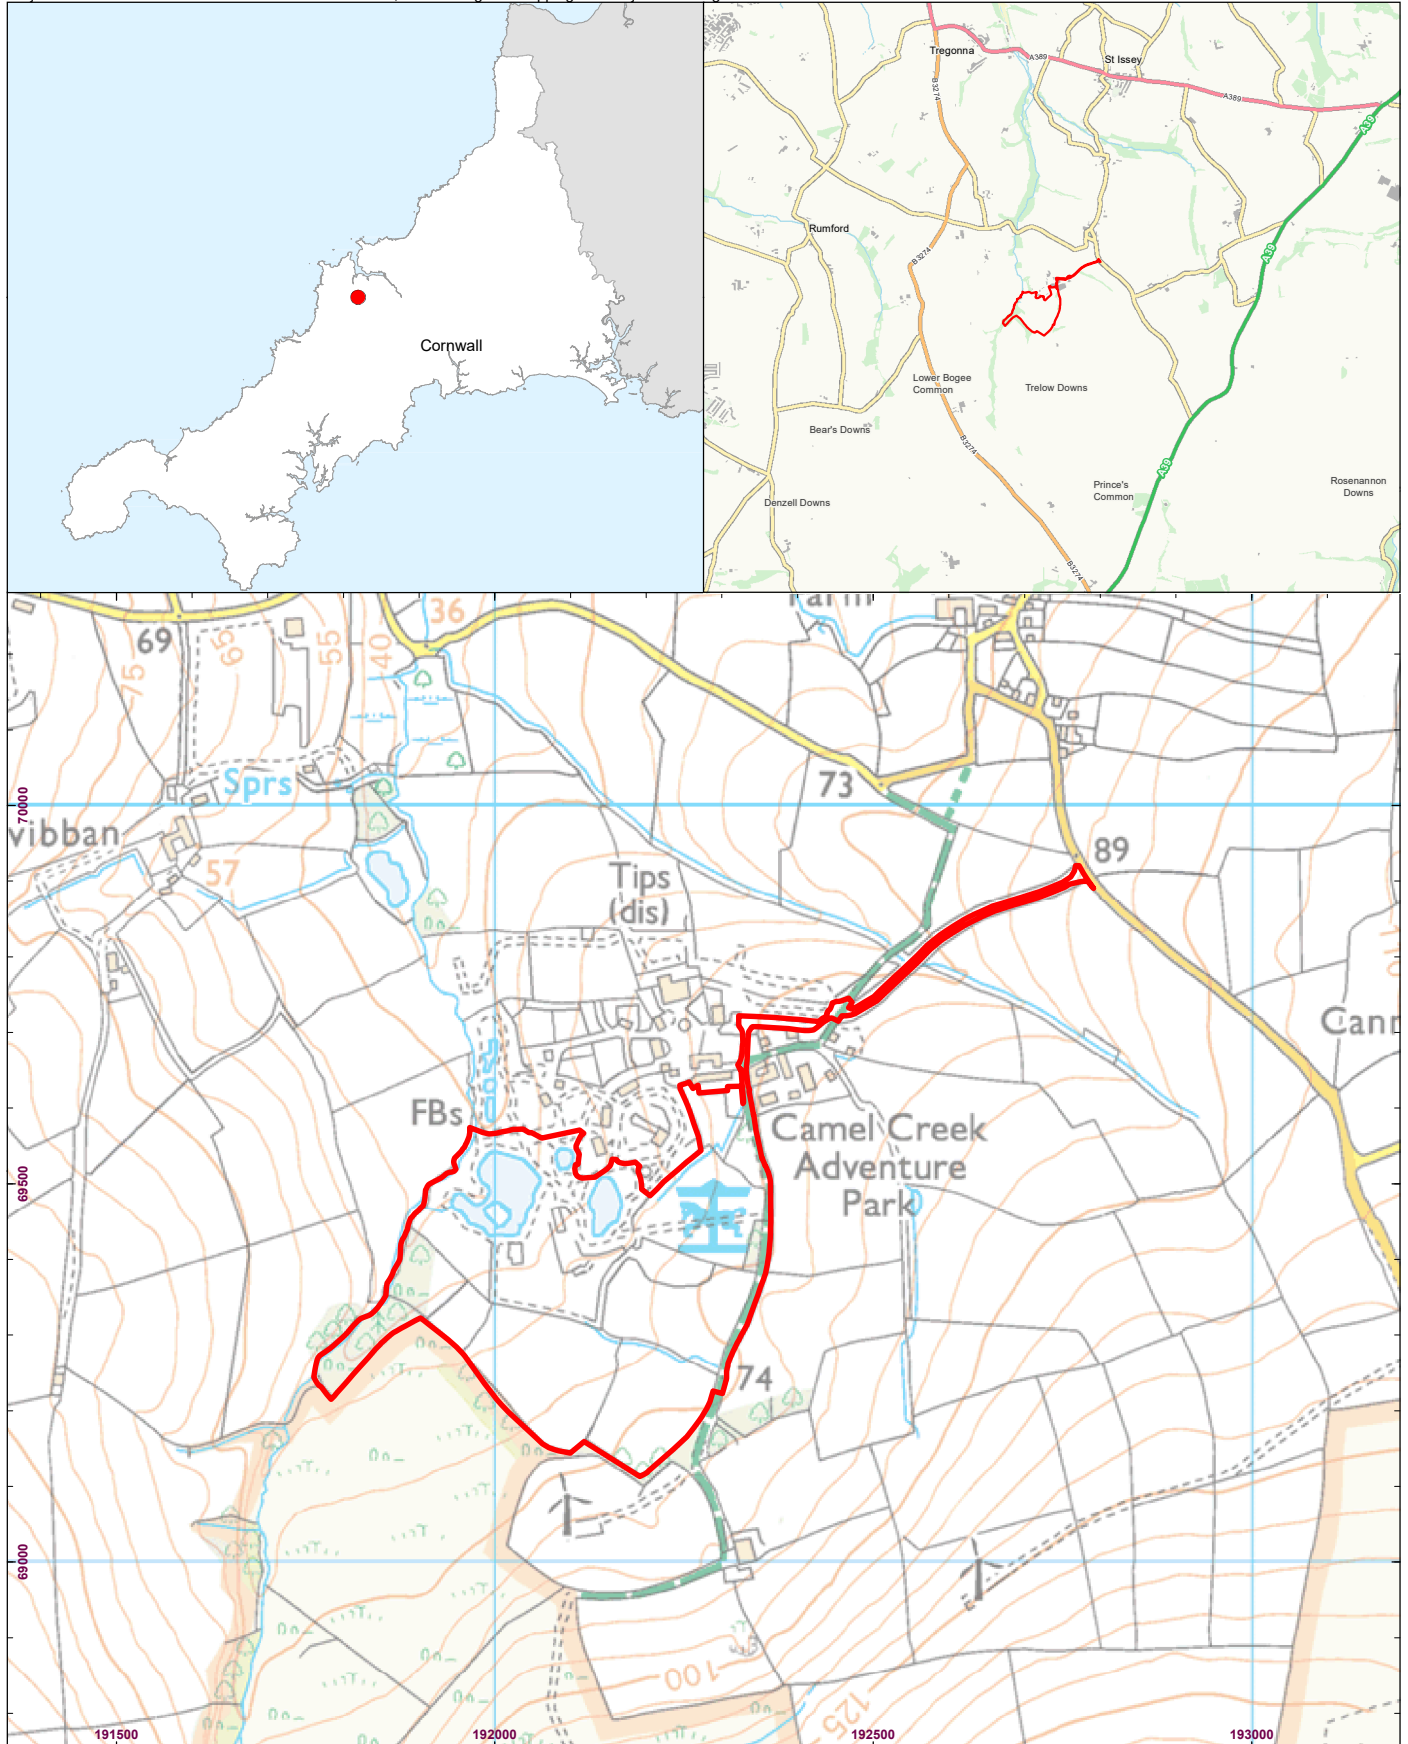 Cornwall
Tregonna
A389
St Issey
A389
A39
B3274
Rumford
B3274
A39
Lower Bogee
Common
Trelow Downs
Bear's Downs
B3274
A39
Prince's
Common
Rosenannon
Downs
Denzell Downs
B3274
Farm
36
69
65
55
40
75
Sprs
73
70000
vibban
89
57
Tips
(dis)
Cann
FBs
Camel Creek
Adventure
Park
69500
74
69000
100
125
191500
192000
192500
193000